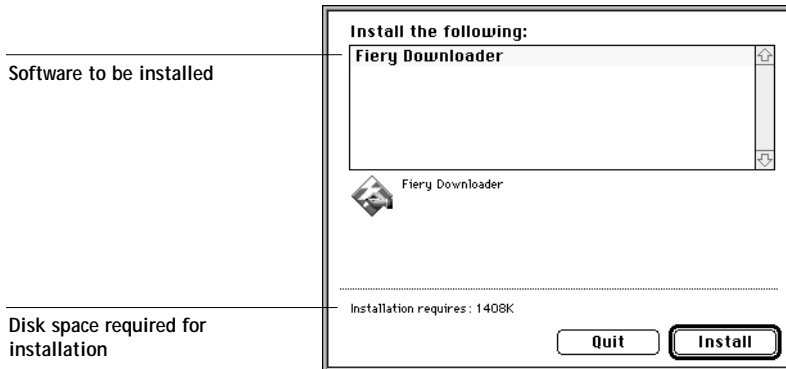 Install the following:
Fiery Downloader
Software to be installed
Fiery Downloader
Installation requires: 1408K
Disk space required for
installation
Quit
Install